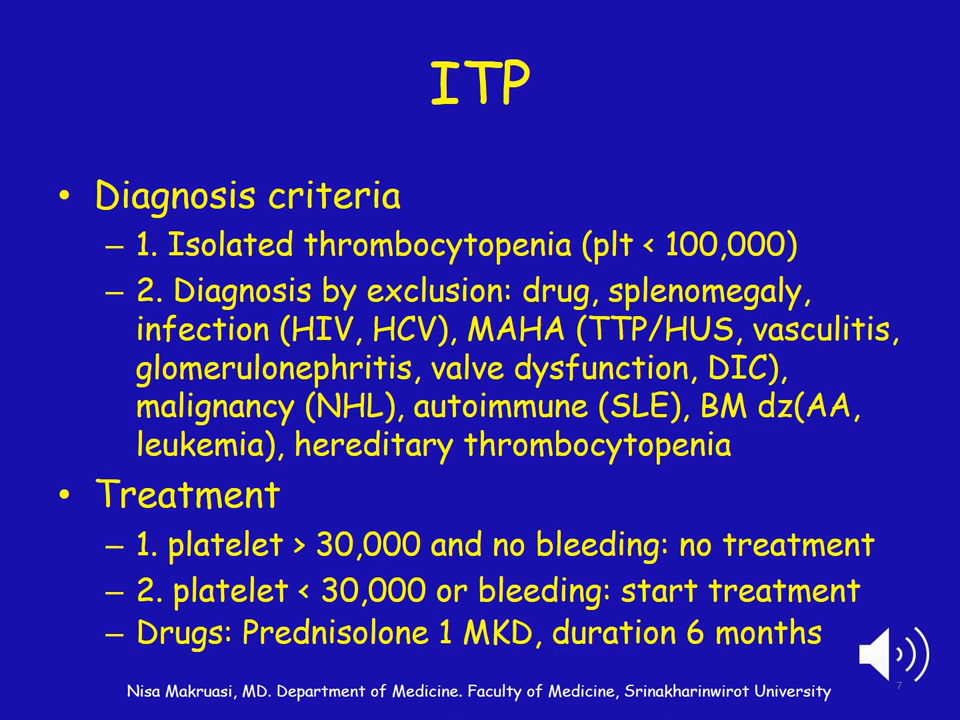 ITP
• Diagnosis criteria
– 1. Isolated thrombocytopenia (plt < 100,000)
– 2. Diagnosis by exclusion: drug, splenomegaly,
infection (HIV, HCV), MAHA (TTP/HUS, vasculitis,
glomerulonephritis, valve dysfunction, DIC),
malignancy (NHL), autoimmune (SLE), BM dz(AA,
leukemia), hereditary thrombocytopenia
• Treatment
– 1. platelet > 30,000 and no bleeding: no treatment
– 2. platelet < 30,000 or bleeding: start treatment
– Drugs: Prednisolone 1 MKD, duration 6 months
Nisa Makruasi, MD. Department of Medicine. Faculty of Medicine, Srinakharinwirot University
7